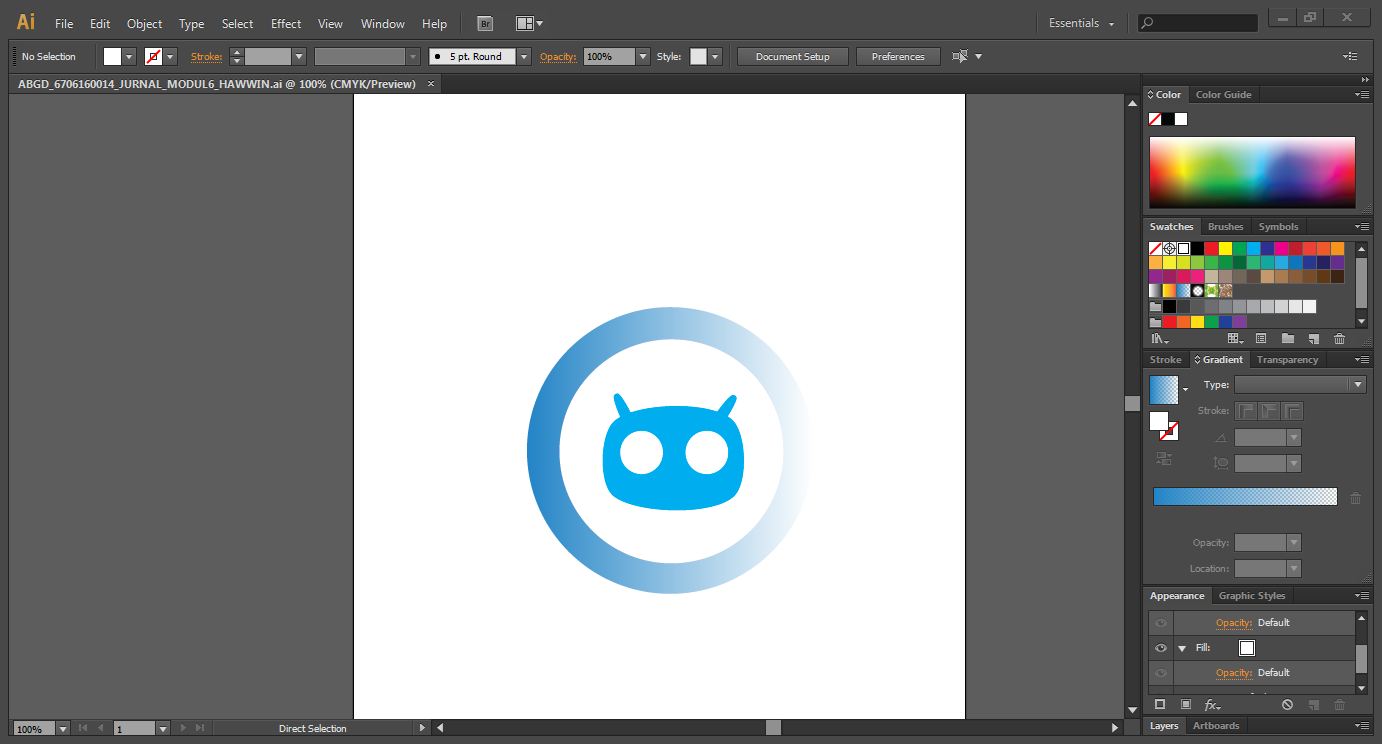 Ai File Edit Object Type Select Effect View Window Help Br Essentials
No Selection Stroke: 5 pt. Round Opacity: 100% Style: Document Setup Preferences
ABGD_6706160014_JURNAL_MODUL6_HAWWIN.ai @ 100% (CMYK/Preview) ×
Color Color Guide
Swatches Brushes Symbols
Stroke Gradient Transparency
Type:
Stroke:
Opacity:
Location:
Appearance Graphic Styles
Opacity: Default
Fill:
Opacity: Default
fx
Layers Artboards
100% 1 Direct Selection